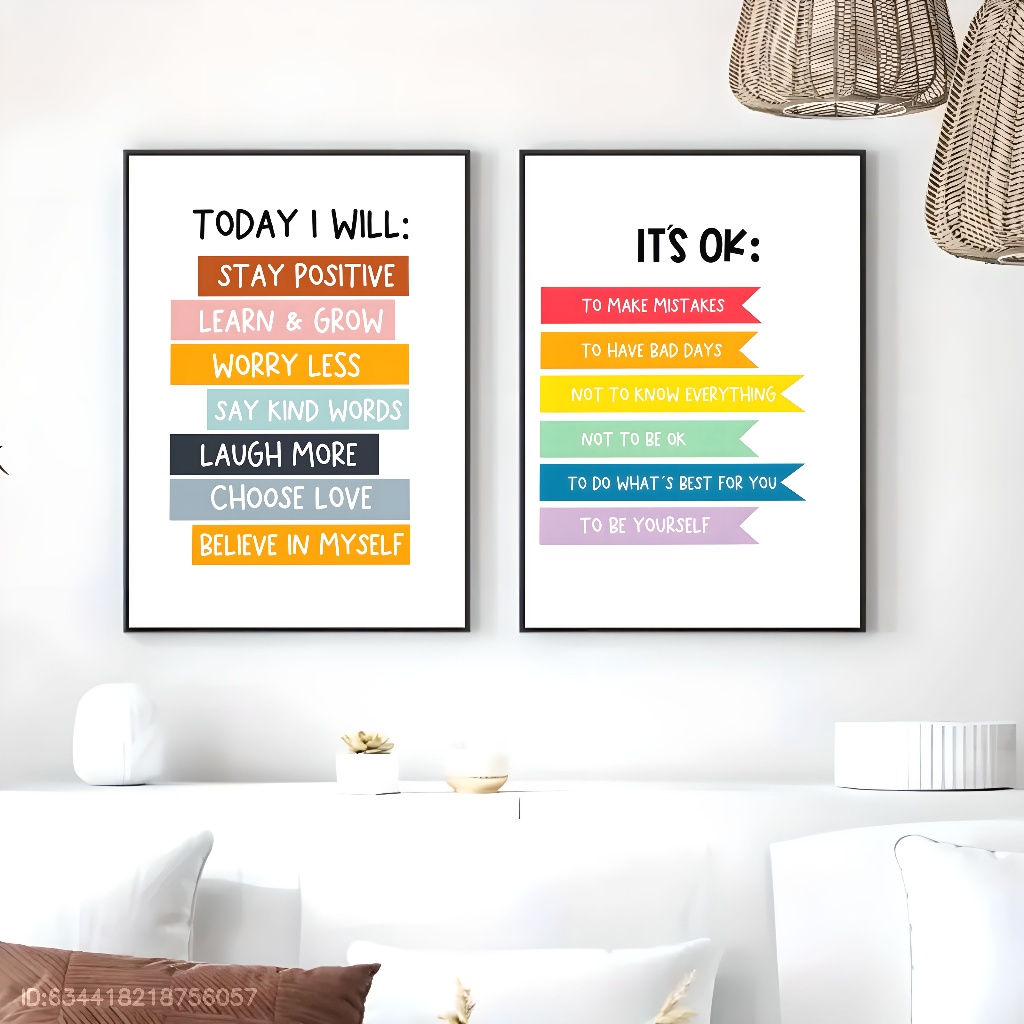 TODAY I WILL:
STAY POSITIVE
LEARN & GROW
WORRY LESS
SAY KIND WORDS
LAUGH MORE
CHOOSE LOVE
BELIEVE IN MYSELF
IT'S OK:
TO MAKE MISTAKES
TO HAVE BAD DAYS
NOT TO KNOW EVERYTHING
NOT TO BE OK
TO DO WHAT'S BEST FOR YOU
TO BE YOURSELF
ID:634418218756057